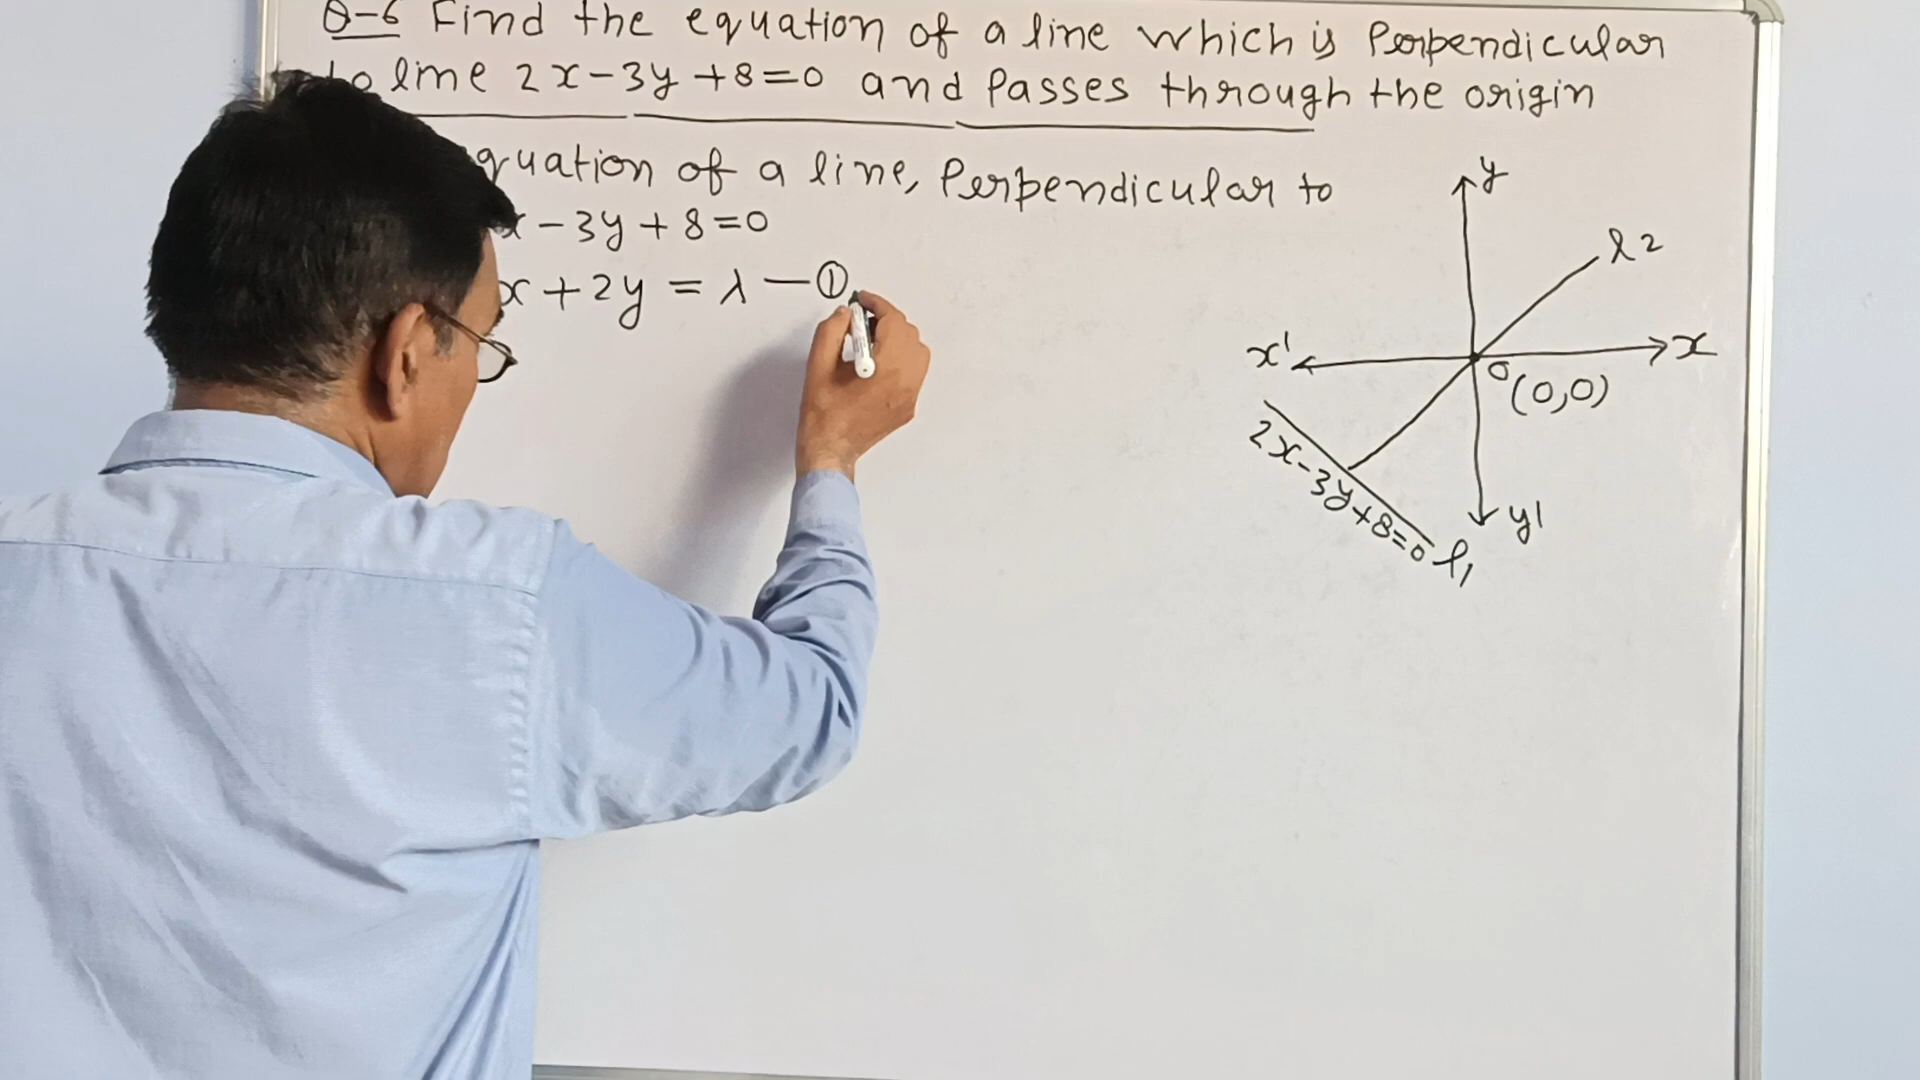 Q-6 Find the equation of a line which is Perpendicular
to line 2x-3y+8=0 and Passes through the origin
quation of a line, Perpendicular to
x-3y+8=0
x+2y = λ - ①
y
l2
x'
x
o(0,0)
2x-3y+8=0 l1
y'